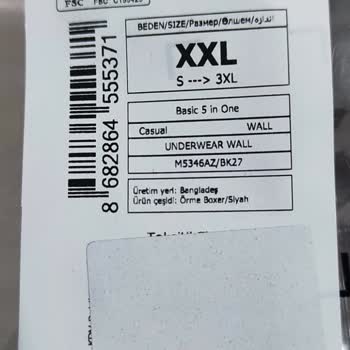 FSC
BEDEN/SIZE/Размер/Өлшем/اندازه
XXL
S ---> 3XL
Basic 5 in One
Casual WALL
UNDERWEAR WALL
M5346AZ/BK27
Üretim yeri: Bangladeş
Ürün çeşidi: Örme Boxer/Siyah
8 682864 555371